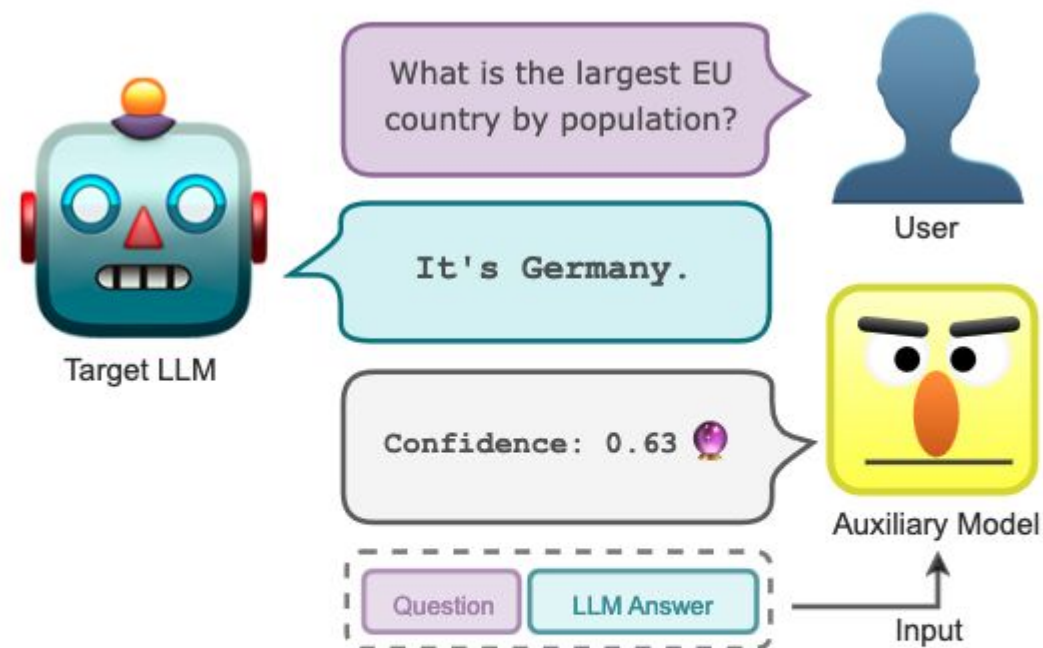 What is the largest EU
country by population?
User
It's Germany.
Target LLM
Confidence: 0.63
Auxiliary Model
Question
LLM Answer
Input